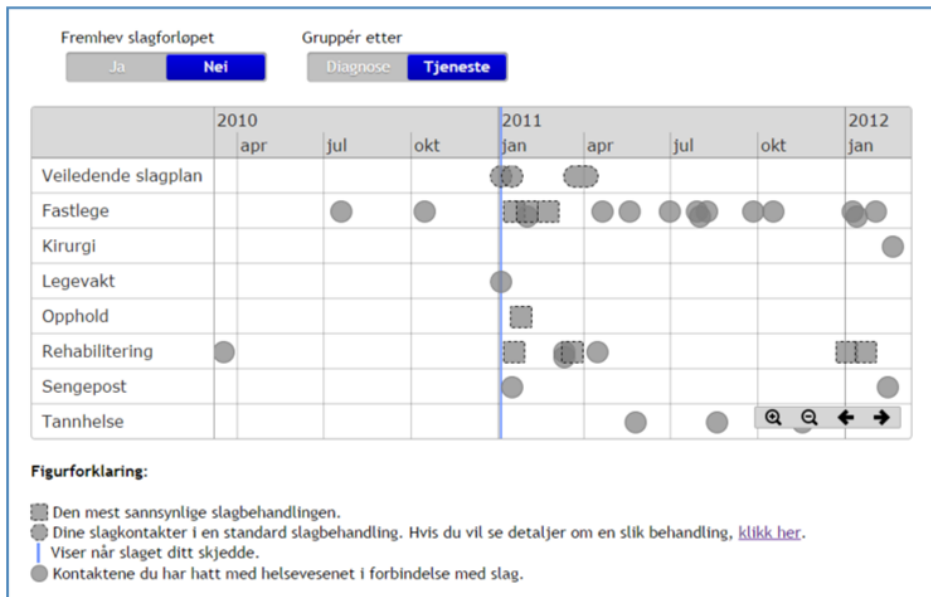 Fremhev slagforløpet Gruppér etter
Ja Nei Diagnose Tjeneste
2010 2011 2012
apr jul okt jan apr jul okt jan
Veiledende slagplan
Fastlege
Kirurgi
Legevakt
Opphold
Rehabilitering
Sengepost
Tannhelse
Figurforklaring:
Den mest sannsynlige slagbehandlingen.
Dine slagkontakter i en standard slagbehandling. Hvis du vil se detaljer om en slik behandling, klikk her.
Viser når slaget ditt skjedde.
Kontaktene du har hatt med helsevesenet i forbindelse med slag.